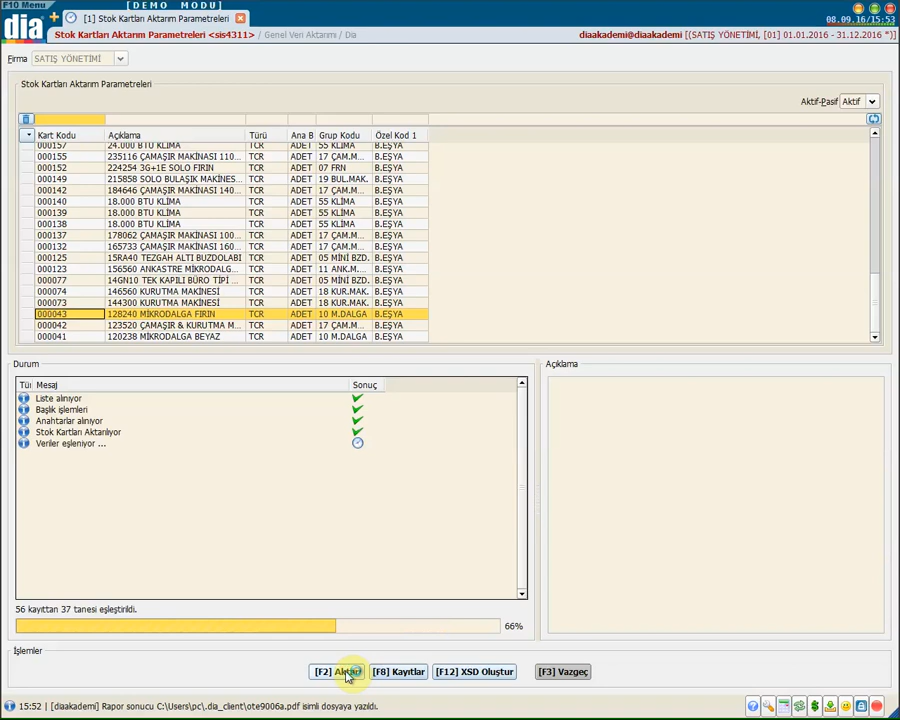 F10 Menu
[ D E M O   M O D U ]
dia
[1] Stok Kartları Aktarım Parametreleri
08.09.16/15:53
Stok Kartları Aktarım Parametreleri <sis4311> / Genel Veri Aktarımı / Dia
diaakademi@diaakademi [(SATIŞ YÖNETİMİ, [01] 01.01.2016 - 31.12.2016 *)]
Firma SATIŞ YÖNETİMİ
Stok Kartları Aktarım Parametreleri
Aktif-Pasif Aktif
Kart Kodu Açıklama Türü Ana B Grup Kodu Özel Kod 1
000157 24.000 BTU KLİMA TCR ADET 55 KLİMA B.EŞYA
000155 235116 ÇAMAŞIR MAKİNASI 110... TCR ADET 17 ÇAM.M... B.EŞYA
000152 224254 3G+1E SOLO FIRIN TCR ADET 07 FRN B.EŞYA
000149 215858 SOLO BULAŞIK MAKİNES... TCR ADET 19 BUL.MAK. B.EŞYA
000142 184646 ÇAMAŞIR MAKİNASI 140... TCR ADET 17 ÇAM.M... B.EŞYA
000140 18.000 BTU KLİMA TCR ADET 55 KLİMA B.EŞYA
000139 18.000 BTU KLİMA TCR ADET 55 KLİMA B.EŞYA
000138 18.000 BTU KLİMA TCR ADET 55 KLİMA B.EŞYA
000137 178062 ÇAMAŞIR MAKİNASI 100... TCR ADET 17 ÇAM.M... B.EŞYA
000132 165733 ÇAMAŞIR MAKİNASI 160... TCR ADET 17 ÇAM.M... B.EŞYA
000125 15RA40 TEZGAH ALTI BUZDOLABI TCR ADET 05 MİNİ BZD. B.EŞYA
000123 156560 ANKASTRE MİKRODALG... TCR ADET 11 ANK.M.... B.EŞYA
000077 14GN10 TEK KAPILI BÜRO TİPİ ... TCR ADET 05 MİNİ BZD. B.EŞYA
000074 146560 KURUTMA MAKİNESİ TCR ADET 18 KUR.MAK. B.EŞYA
000073 144300 KURUTMA MAKİNESİ TCR ADET 18 KUR.MAK. B.EŞYA
000043 128240 MİKRODALGA FIRIN TCR ADET 10 M.DALGA B.EŞYA
000042 123520 ÇAMAŞIR & KURUTMA M... TCR ADET 10 M.DALGA B.EŞYA
000041 120238 MİKRODALGA BEYAZ TCR ADET 10 M.DALGA B.EŞYA
Durum
Açıklama
Tür Mesaj Sonuç
Liste alınıyor
Başlık işlemleri
Anahtarlar alınıyor
Stok Kartları Aktarılıyor
Veriler eşleniyor ...
56 kayıttan 37 tanesi eşleştirildi.
66%
İşlemler
[F2] Aktar [F8] Kayıtlar [F12] XSD Oluştur [F3] Vazgeç
15:52 [diaakademi] Rapor sonucu C:\Users\pc\.dia_client\ote9006a.pdf isimli dosyaya yazıldı.